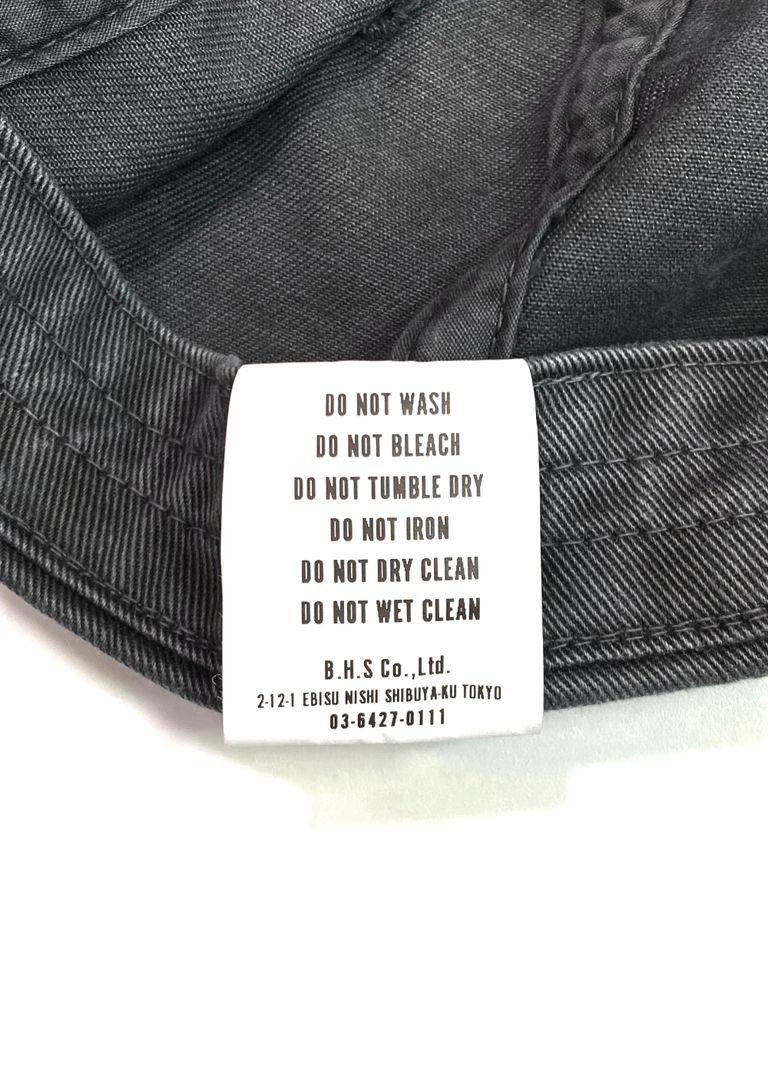 DO NOT WASH
DO NOT BLEACH
DO NOT TUMBLE DRY
DO NOT IRON
DO NOT DRY CLEAN
DO NOT WET CLEAN
B.H.S Co.,Ltd.
2-12-1 EBISU NISHI SHIBUYA-KU TOKYO
03-6427-0111